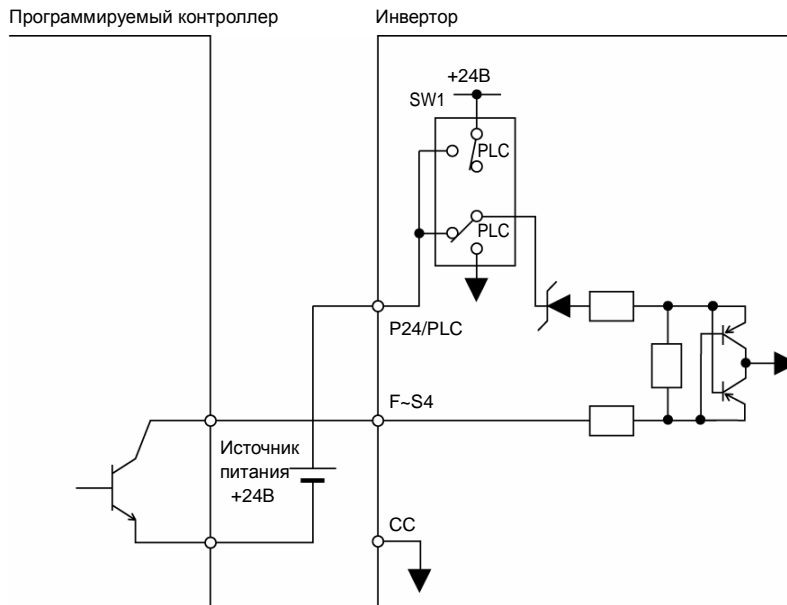 Программируемый контроллер
Инвертор
+24В
SW1
PLC
PLC
P24/PLC
F~S4
Источник
питания
+24В
CC